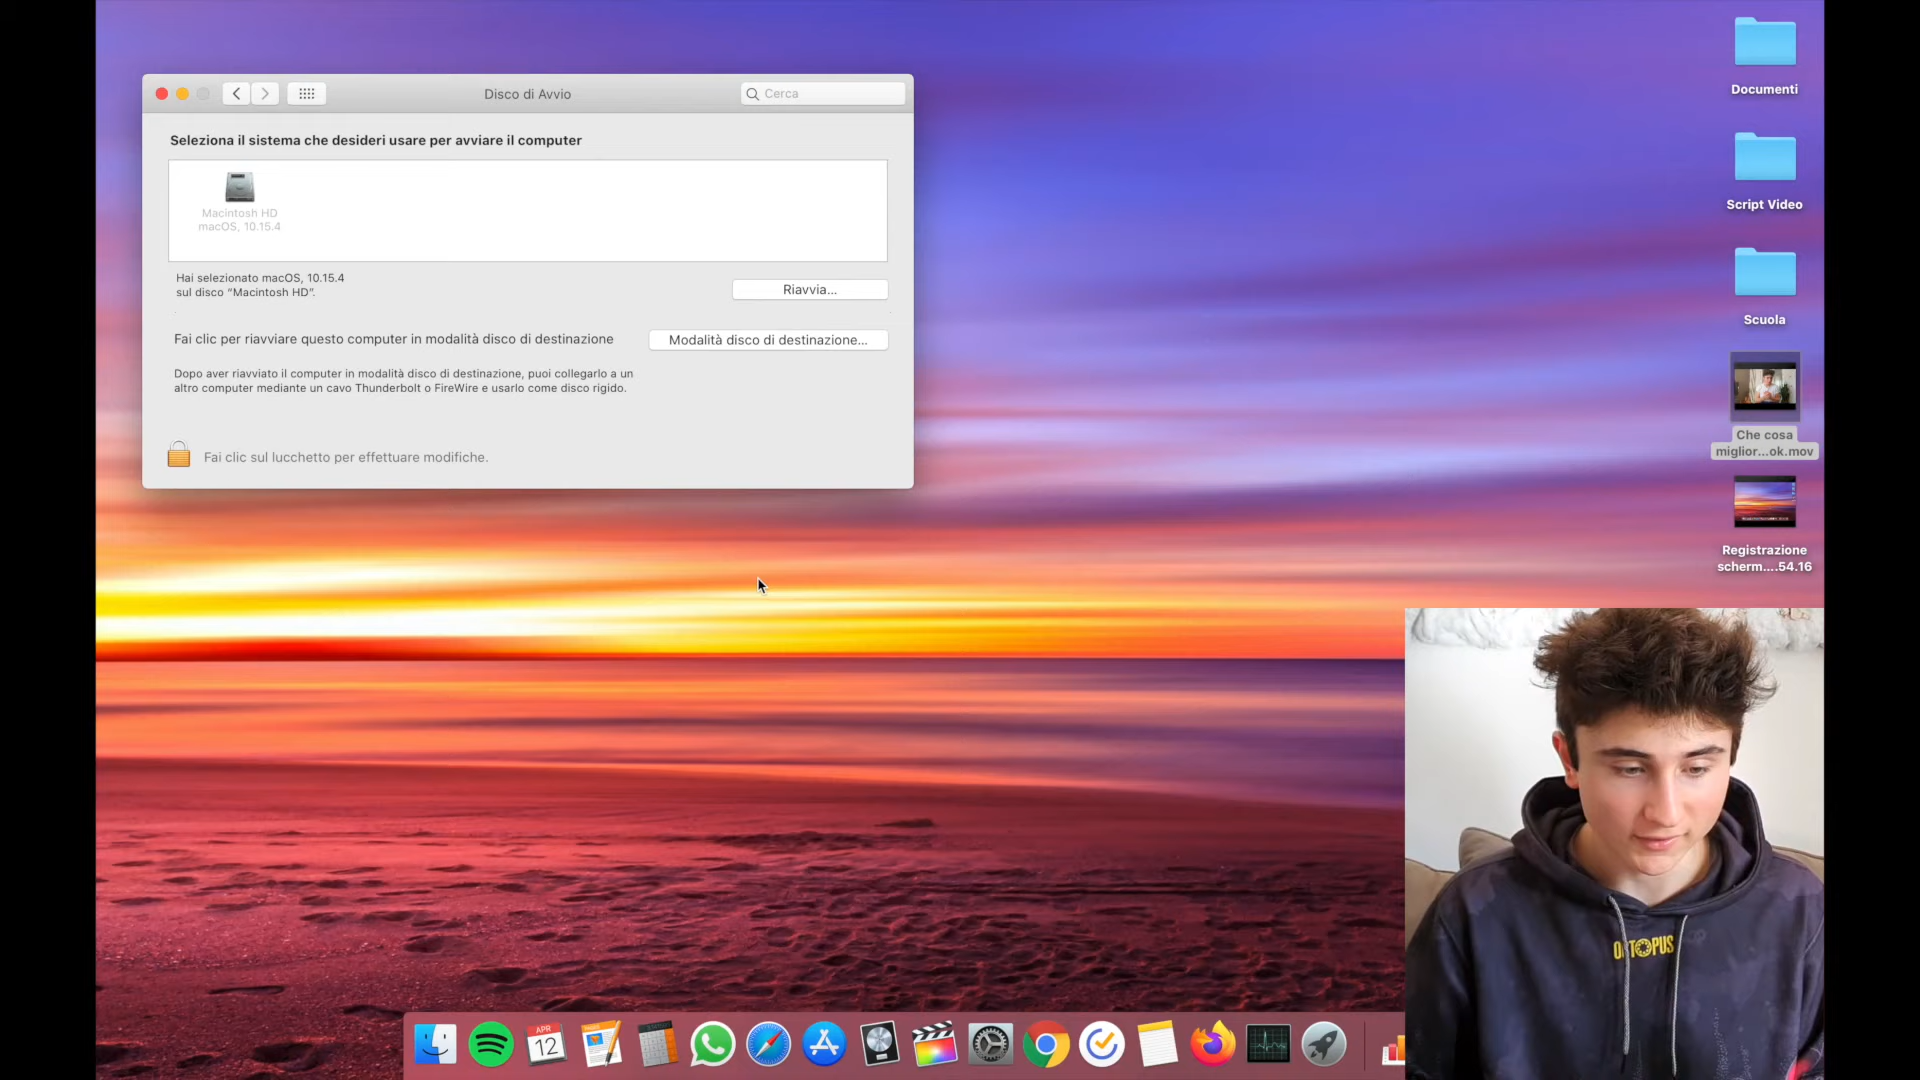 Disco di Avvio
Cerca
Seleziona il sistema che desideri usare per avviare il computer
Macintosh HD
macOS, 10.15.4
Hai selezionato macOS, 10.15.4
sul disco “Macintosh HD”.
Riavvia...
Fai clic per riavviare questo computer in modalità disco di destinazione
Modalità disco di destinazione...
Dopo aver riavviato il computer in modalità disco di destinazione, puoi collegarlo a un
altro computer mediante un cavo Thunderbolt o FireWire e usarlo come disco rigido.
Fai clic sul lucchetto per effettuare modifiche.
Documenti
Script Video
Scuola
Che cosa
miglior...ok.mov
Registrazione
scherm....54.16
OCTOPUS
APR
12